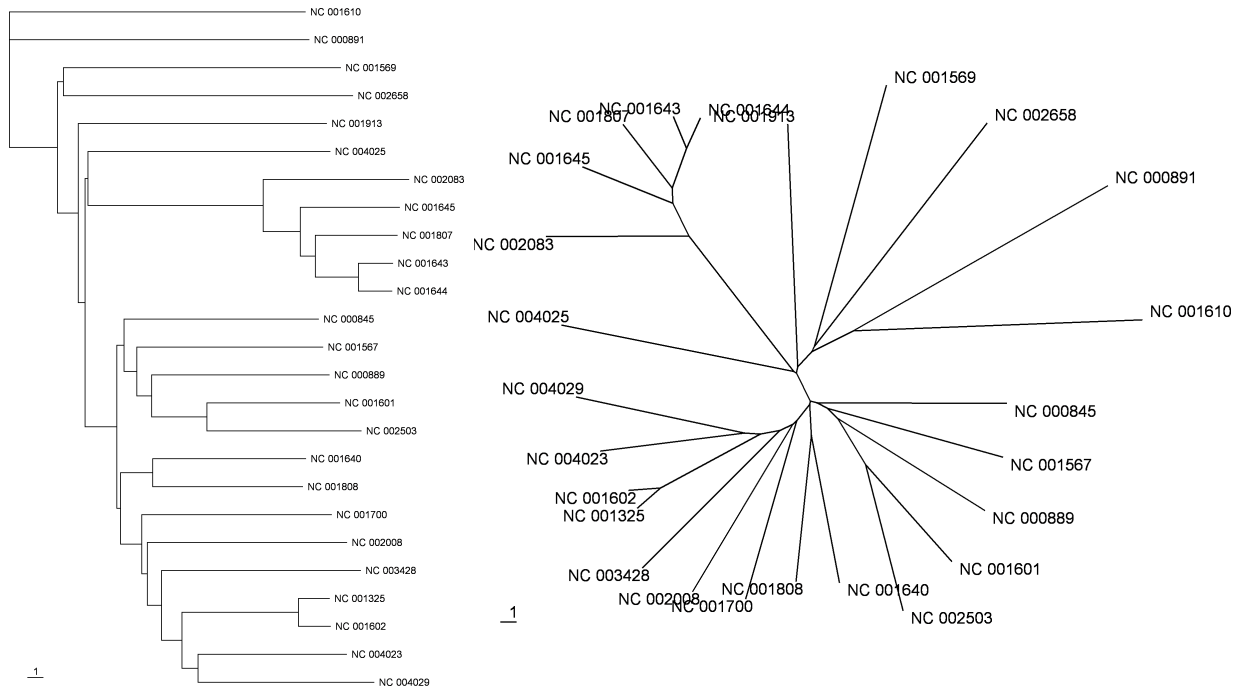 NC 001610
NC 000891
NC 001569
NC 002658
NC 001913
NC 004025
NC 002083
NC 001645
NC 001807
NC 001643
NC 001644
NC 000845
NC 001567
NC 000889
NC 001601
NC 002503
NC 001640
NC 001808
NC 001700
NC 002008
NC 003428
NC 001325
NC 001602
NC 004023
NC 004029
1
NC 001569
NC 001643
NC 001644
NC 001807
NC 001913
NC 002658
NC 001645
NC 000891
NC 002083
NC 001610
NC 004025
NC 004029
NC 000845
NC 004023
NC 001567
NC 001602
NC 001325
NC 000889
NC 001601
NC 003428
NC 001808
NC 001640
NC 002008
NC 001700
NC 002503
1